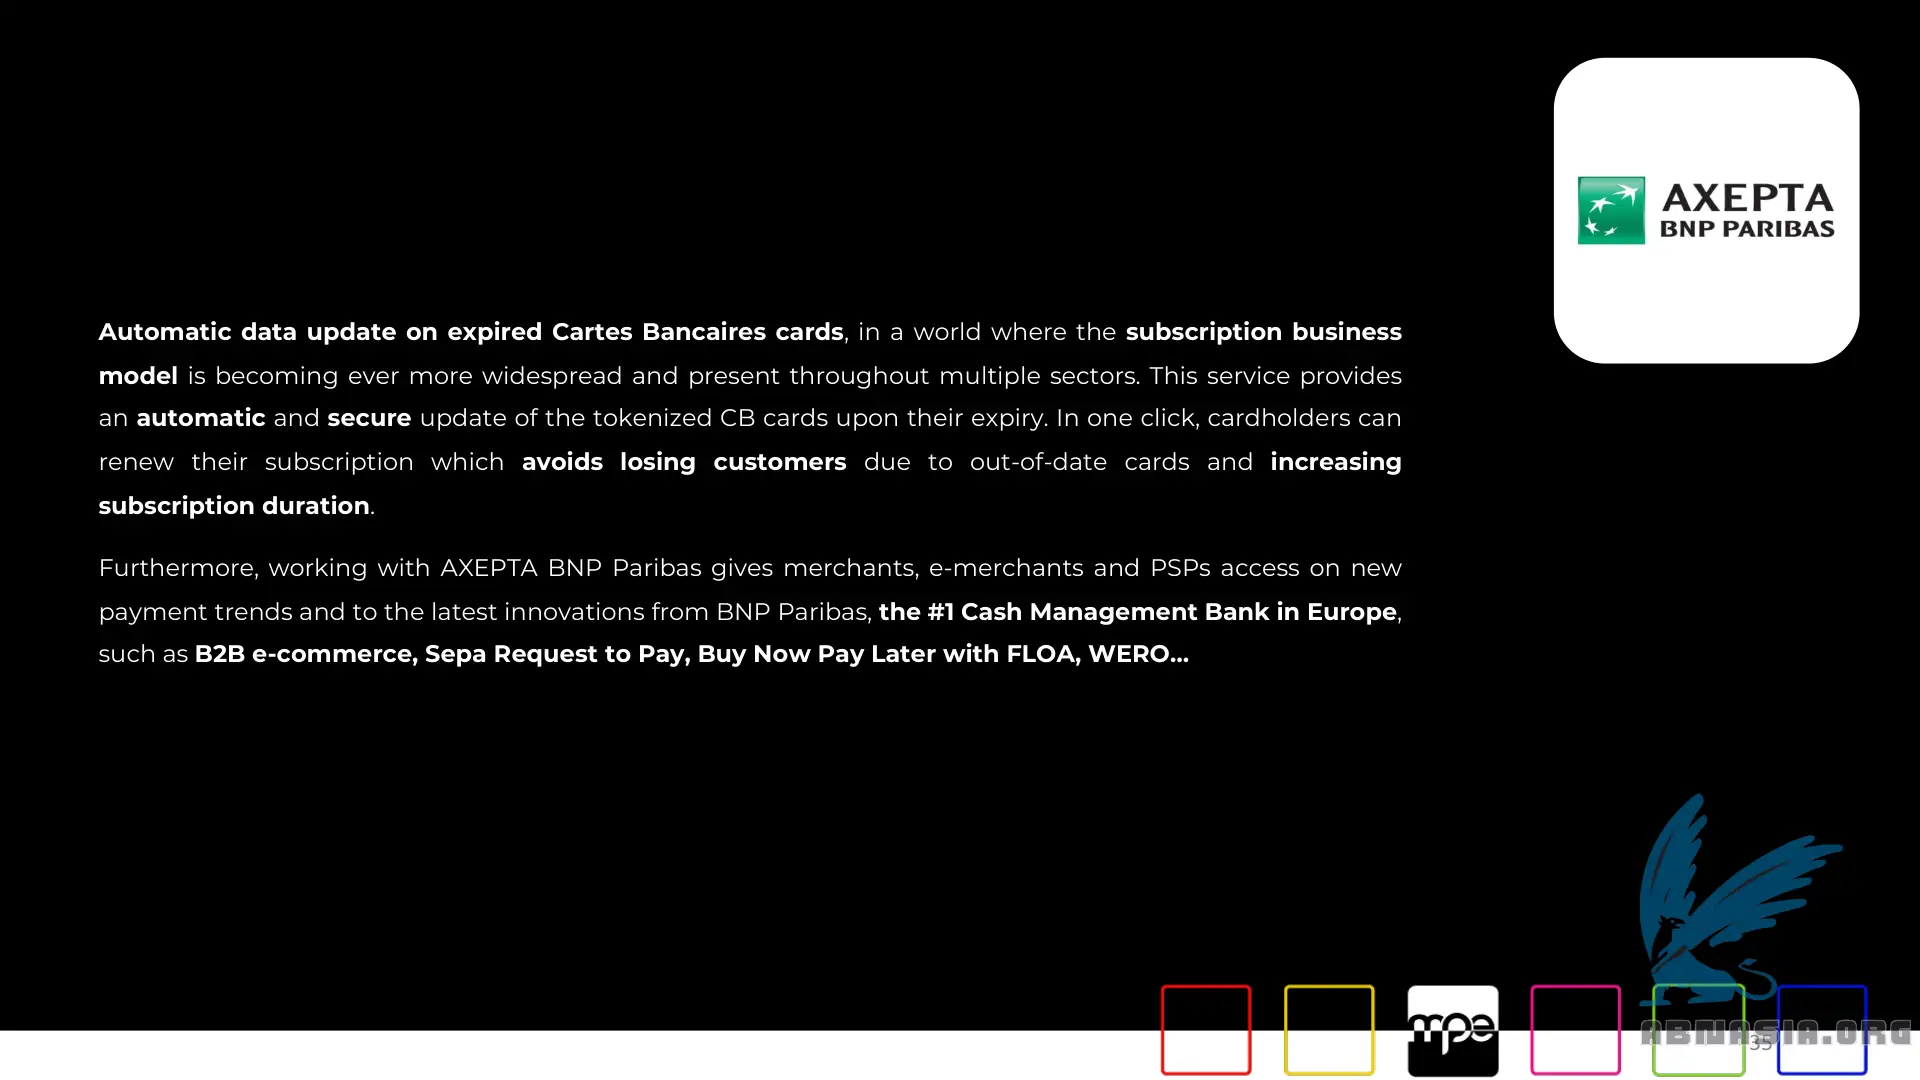 AXEPTA
BNP PARIBAS
Automatic data update on expired Cartes Bancaires cards, in a world where the subscription business
model is becoming ever more widespread and present throughout multiple sectors. This service provides
an automatic and secure update of the tokenized CB cards upon their expiry. In one click, cardholders can
renew their subscription which avoids losing customers due to out-of-date cards and increasing
subscription duration.
Furthermore, working with AXEPTA BNP Paribas gives merchants, e-merchants and PSPs access on new
payment trends and to the latest innovations from BNP Paribas, the #1 Cash Management Bank in Europe,
such as B2B e-commerce, Sepa Request to Pay, Buy Now Pay Later with FLOA, WERO...
mpe
ABMASIA.ORG
35